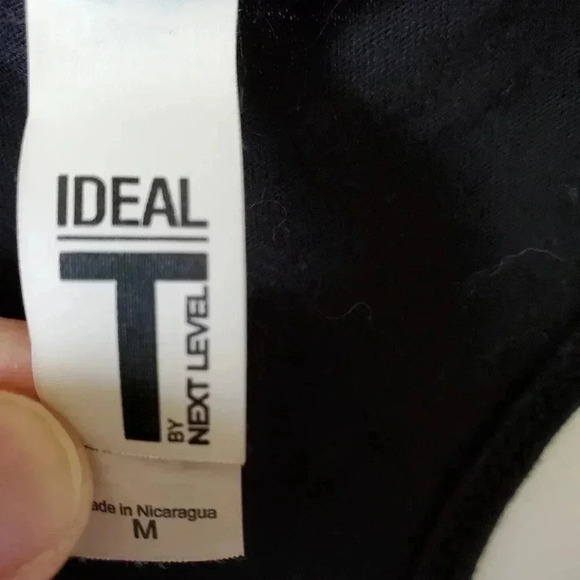 IDEAL
T
BY
NEXT LEVEL
ade in Nicaragua
M